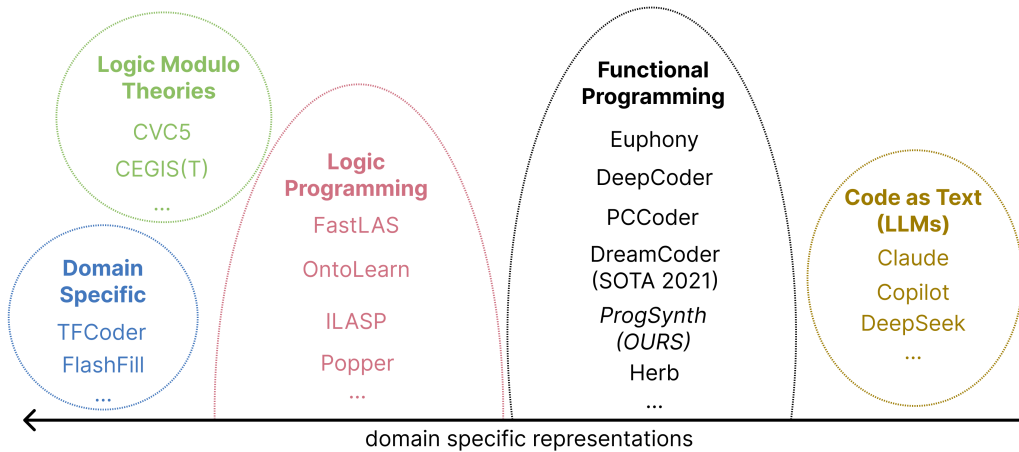 Logic Modulo
Theories
CVC5
CEGIS(T)
...
Domain
Specific
TFCoder
FlashFill
...
Logic
Programming
FastLAS
OntoLearn
ILASP
Popper
...
Functional
Programming
Euphony
DeepCoder
PCCoder
DreamCoder
(SOTA 2021)
ProgSynth
(OURS)
Herb
...
Code as Text
(LLMs)
Claude
Copilot
DeepSeek
...
domain specific representations